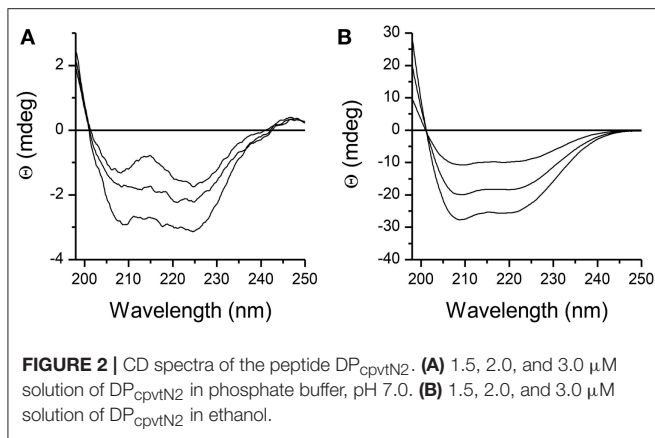 A
B
2
0
-2
-4
Θ (mdeg)
200 210 220 230 240 250
Wavelength (nm)
30
20
10
0
-10
-20
-30
-40
Θ (mdeg)
200 210 220 230 240 250
Wavelength (nm)
FIGURE 2 | CD spectra of the peptide DPcpvtN2. (A) 1.5, 2.0, and 3.0 μM
solution of DPcpvtN2 in phosphate buffer, pH 7.0. (B) 1.5, 2.0, and 3.0 μM
solution of DPcpvtN2 in ethanol.